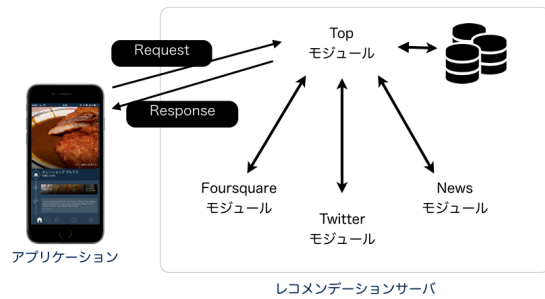 Top
モジュール
Request
Response
Foursquare
モジュール
Twitter
モジュール
News
モジュール
アプリケーション
レコメンデーションサーバ